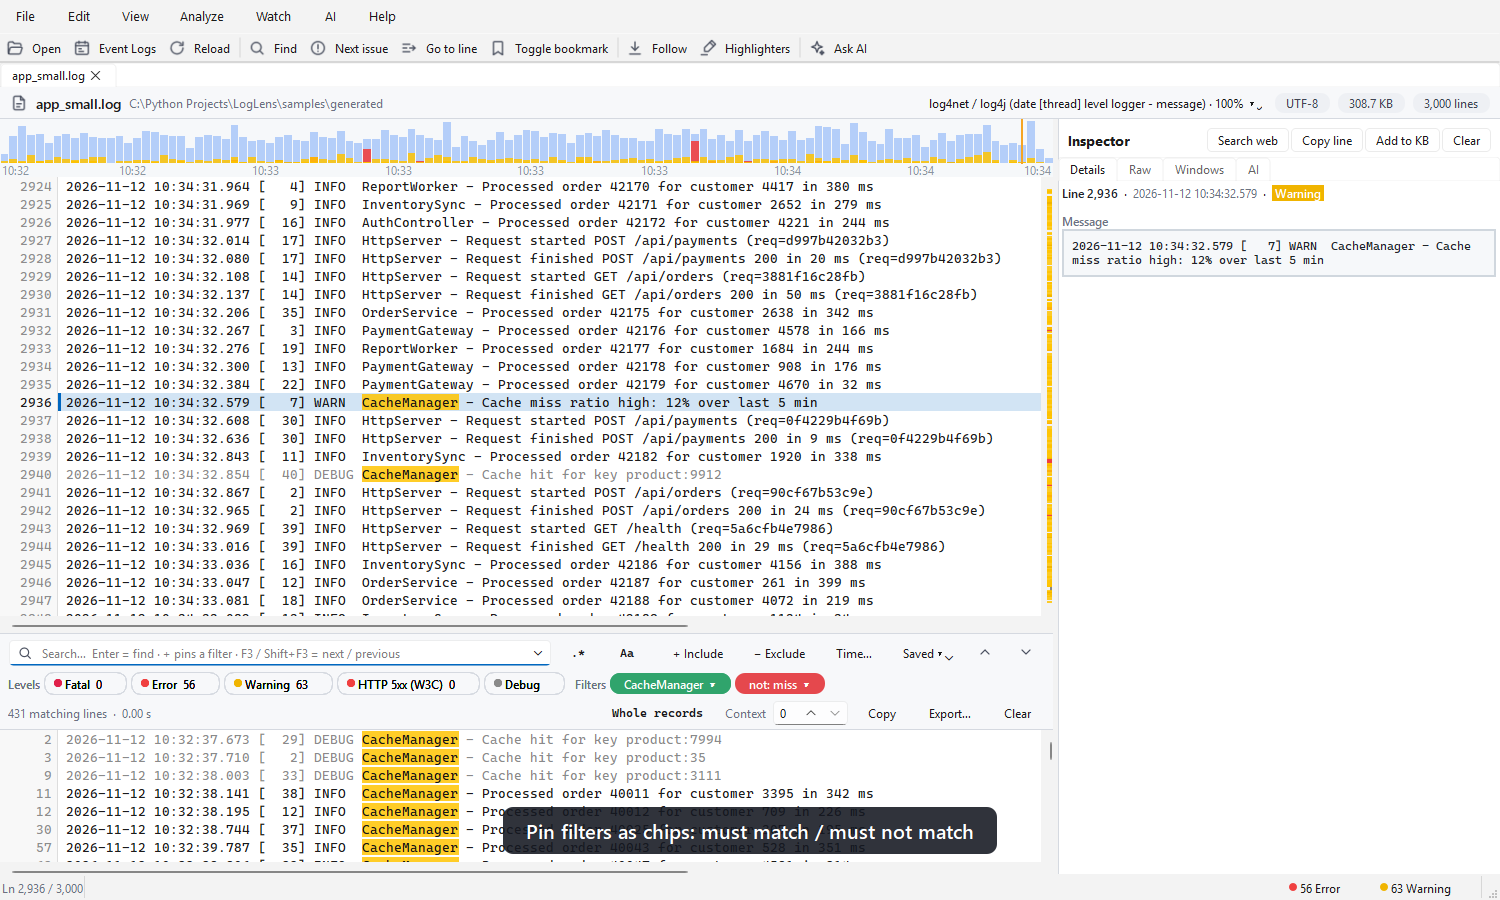 File Edit View Analyze Watch AI Help
Open Event Logs Reload Find Next issue Go to line Toggle bookmark Follow Highlighters Ask AI
app_small.log
app_small.log C:\Python Projects\LogLens\samples\generated log4net / log4j (date [thread] level logger - message) · 100% UTF-8 308.7 KB 3,000 lines
10:32 10:32 10:33 10:33 10:33 10:33 10:34 10:34 10:34
2924 2026-11-12 10:34:31.964 [ 4] INFO ReportWorker - Processed order 42170 for customer 4417 in 380 ms
2925 2026-11-12 10:34:31.969 [ 9] INFO InventorySync - Processed order 42171 for customer 2652 in 279 ms
2926 2026-11-12 10:34:31.977 [ 16] INFO AuthController - Processed order 42172 for customer 4221 in 244 ms
2927 2026-11-12 10:34:32.014 [ 17] INFO HttpServer - Request started POST /api/payments (req=d997b42032b3)
2928 2026-11-12 10:34:32.080 [ 17] INFO HttpServer - Request finished POST /api/payments 200 in 20 ms (req=d997b42032b3)
2929 2026-11-12 10:34:32.108 [ 14] INFO HttpServer - Request started GET /api/orders (req=3881f16c28fb)
2930 2026-11-12 10:34:32.137 [ 14] INFO HttpServer - Request finished GET /api/orders 200 in 50 ms (req=3881f16c28fb)
2931 2026-11-12 10:34:32.206 [ 35] INFO OrderService - Processed order 42175 for customer 2638 in 342 ms
2932 2026-11-12 10:34:32.267 [ 3] INFO PaymentGateway - Processed order 42176 for customer 4578 in 166 ms
2933 2026-11-12 10:34:32.276 [ 19] INFO ReportWorker - Processed order 42177 for customer 1684 in 244 ms
2934 2026-11-12 10:34:32.300 [ 13] INFO PaymentGateway - Processed order 42178 for customer 908 in 176 ms
2935 2026-11-12 10:34:32.384 [ 22] INFO PaymentGateway - Processed order 42179 for customer 4670 in 32 ms
2936 2026-11-12 10:34:32.579 [ 7] WARN CacheManager - Cache miss ratio high: 12% over last 5 min
2937 2026-11-12 10:34:32.608 [ 30] INFO HttpServer - Request started POST /api/payments (req=0f4229b4f69b)
2938 2026-11-12 10:34:32.636 [ 30] INFO HttpServer - Request finished POST /api/payments 200 in 9 ms (req=0f4229b4f69b)
2939 2026-11-12 10:34:32.843 [ 11] INFO InventorySync - Processed order 42182 for customer 1920 in 338 ms
2940 2026-11-12 10:34:32.854 [ 40] DEBUG CacheManager - Cache hit for key product:9912
2941 2026-11-12 10:34:32.867 [ 2] INFO HttpServer - Request started POST /api/orders (req=90cf67b53c9e)
2942 2026-11-12 10:34:32.965 [ 2] INFO HttpServer - Request finished POST /api/orders 200 in 24 ms (req=90cf67b53c9e)
2943 2026-11-12 10:34:32.969 [ 39] INFO HttpServer - Request started GET /health (req=5a6cfb4e7986)
2944 2026-11-12 10:34:33.016 [ 39] INFO HttpServer - Request finished GET /health 200 in 29 ms (req=5a6cfb4e7986)
2945 2026-11-12 10:34:33.036 [ 16] INFO InventorySync - Processed order 42186 for customer 4156 in 388 ms
2946 2026-11-12 10:34:33.047 [ 12] INFO OrderService - Processed order 42187 for customer 261 in 399 ms
2947 2026-11-12 10:34:33.081 [ 18] INFO OrderService - Processed order 42188 for customer 4072 in 219 ms
Inspector Search web Copy line Add to KB Clear
Details Raw Windows AI
Line 2,936 · 2026-11-12 10:34:32.579 · Warning
Message
2026-11-12 10:34:32.579 [ 7] WARN CacheManager - Cache
miss ratio high: 12% over last 5 min
Search... Enter = find · + pins a filter · F3 / Shift+F3 = next / previous .* Aa + Include − Exclude Time... Saved
Levels Fatal 0 Error 56 Warning 63 HTTP 5xx (W3C) 0 Debug Filters CacheManager not: miss
431 matching lines · 0.00 s Whole records Context 0 Copy Export... Clear
2 2026-11-12 10:32:37.673 [ 29] DEBUG CacheManager - Cache hit for key product:7994
3 2026-11-12 10:32:37.710 [ 2] DEBUG CacheManager - Cache hit for key product:35
9 2026-11-12 10:32:38.003 [ 33] DEBUG CacheManager - Cache hit for key product:3111
11 2026-11-12 10:32:38.141 [ 38] INFO CacheManager - Processed order 40011 for customer 3395 in 342 ms
12 2026-11-12 10:32:38.195 [ 12] INFO CacheManager - Processed order 40012 for customer 709 in 226 ms
30 2026-11-12 10:32:38.744 [ 37] INFO CacheManager
57 2026-11-12 10:32:39.787 [ 35] INFO CacheManager - Processed order 40043 for customer 528 in 351 ms
Pin filters as chips: must match / must not match
Ln 2,936 / 3,000 56 Error 63 Warning